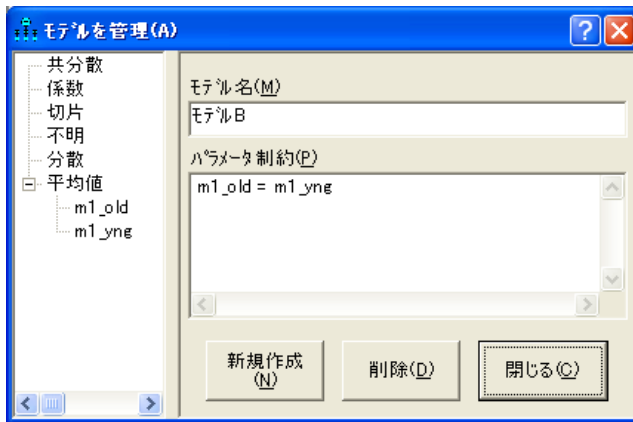 モデルを管理(A)
共分散
係数
切片
不明
分散
平均値
m1_old
m1_yng
モデル名(M)
モデルB
パラメータ制約(P)
m1_old = m1_yng
新規作成
(N)
削除(D)
閉じる(C)